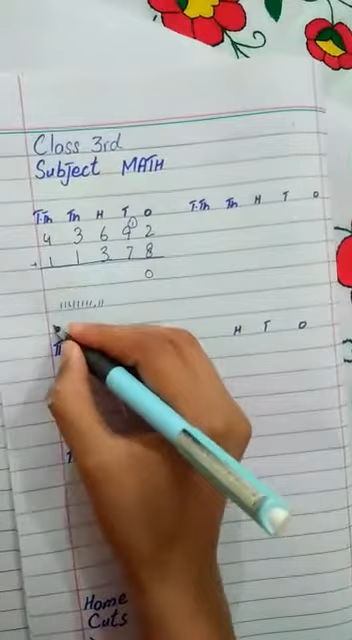 Class 3rd
Subject MATH
T.Th Th H T O
T.Th Th H T O
1
4 3 6 9 2
+ 1 1 3 7 8
0
H T O
Home
Cuts